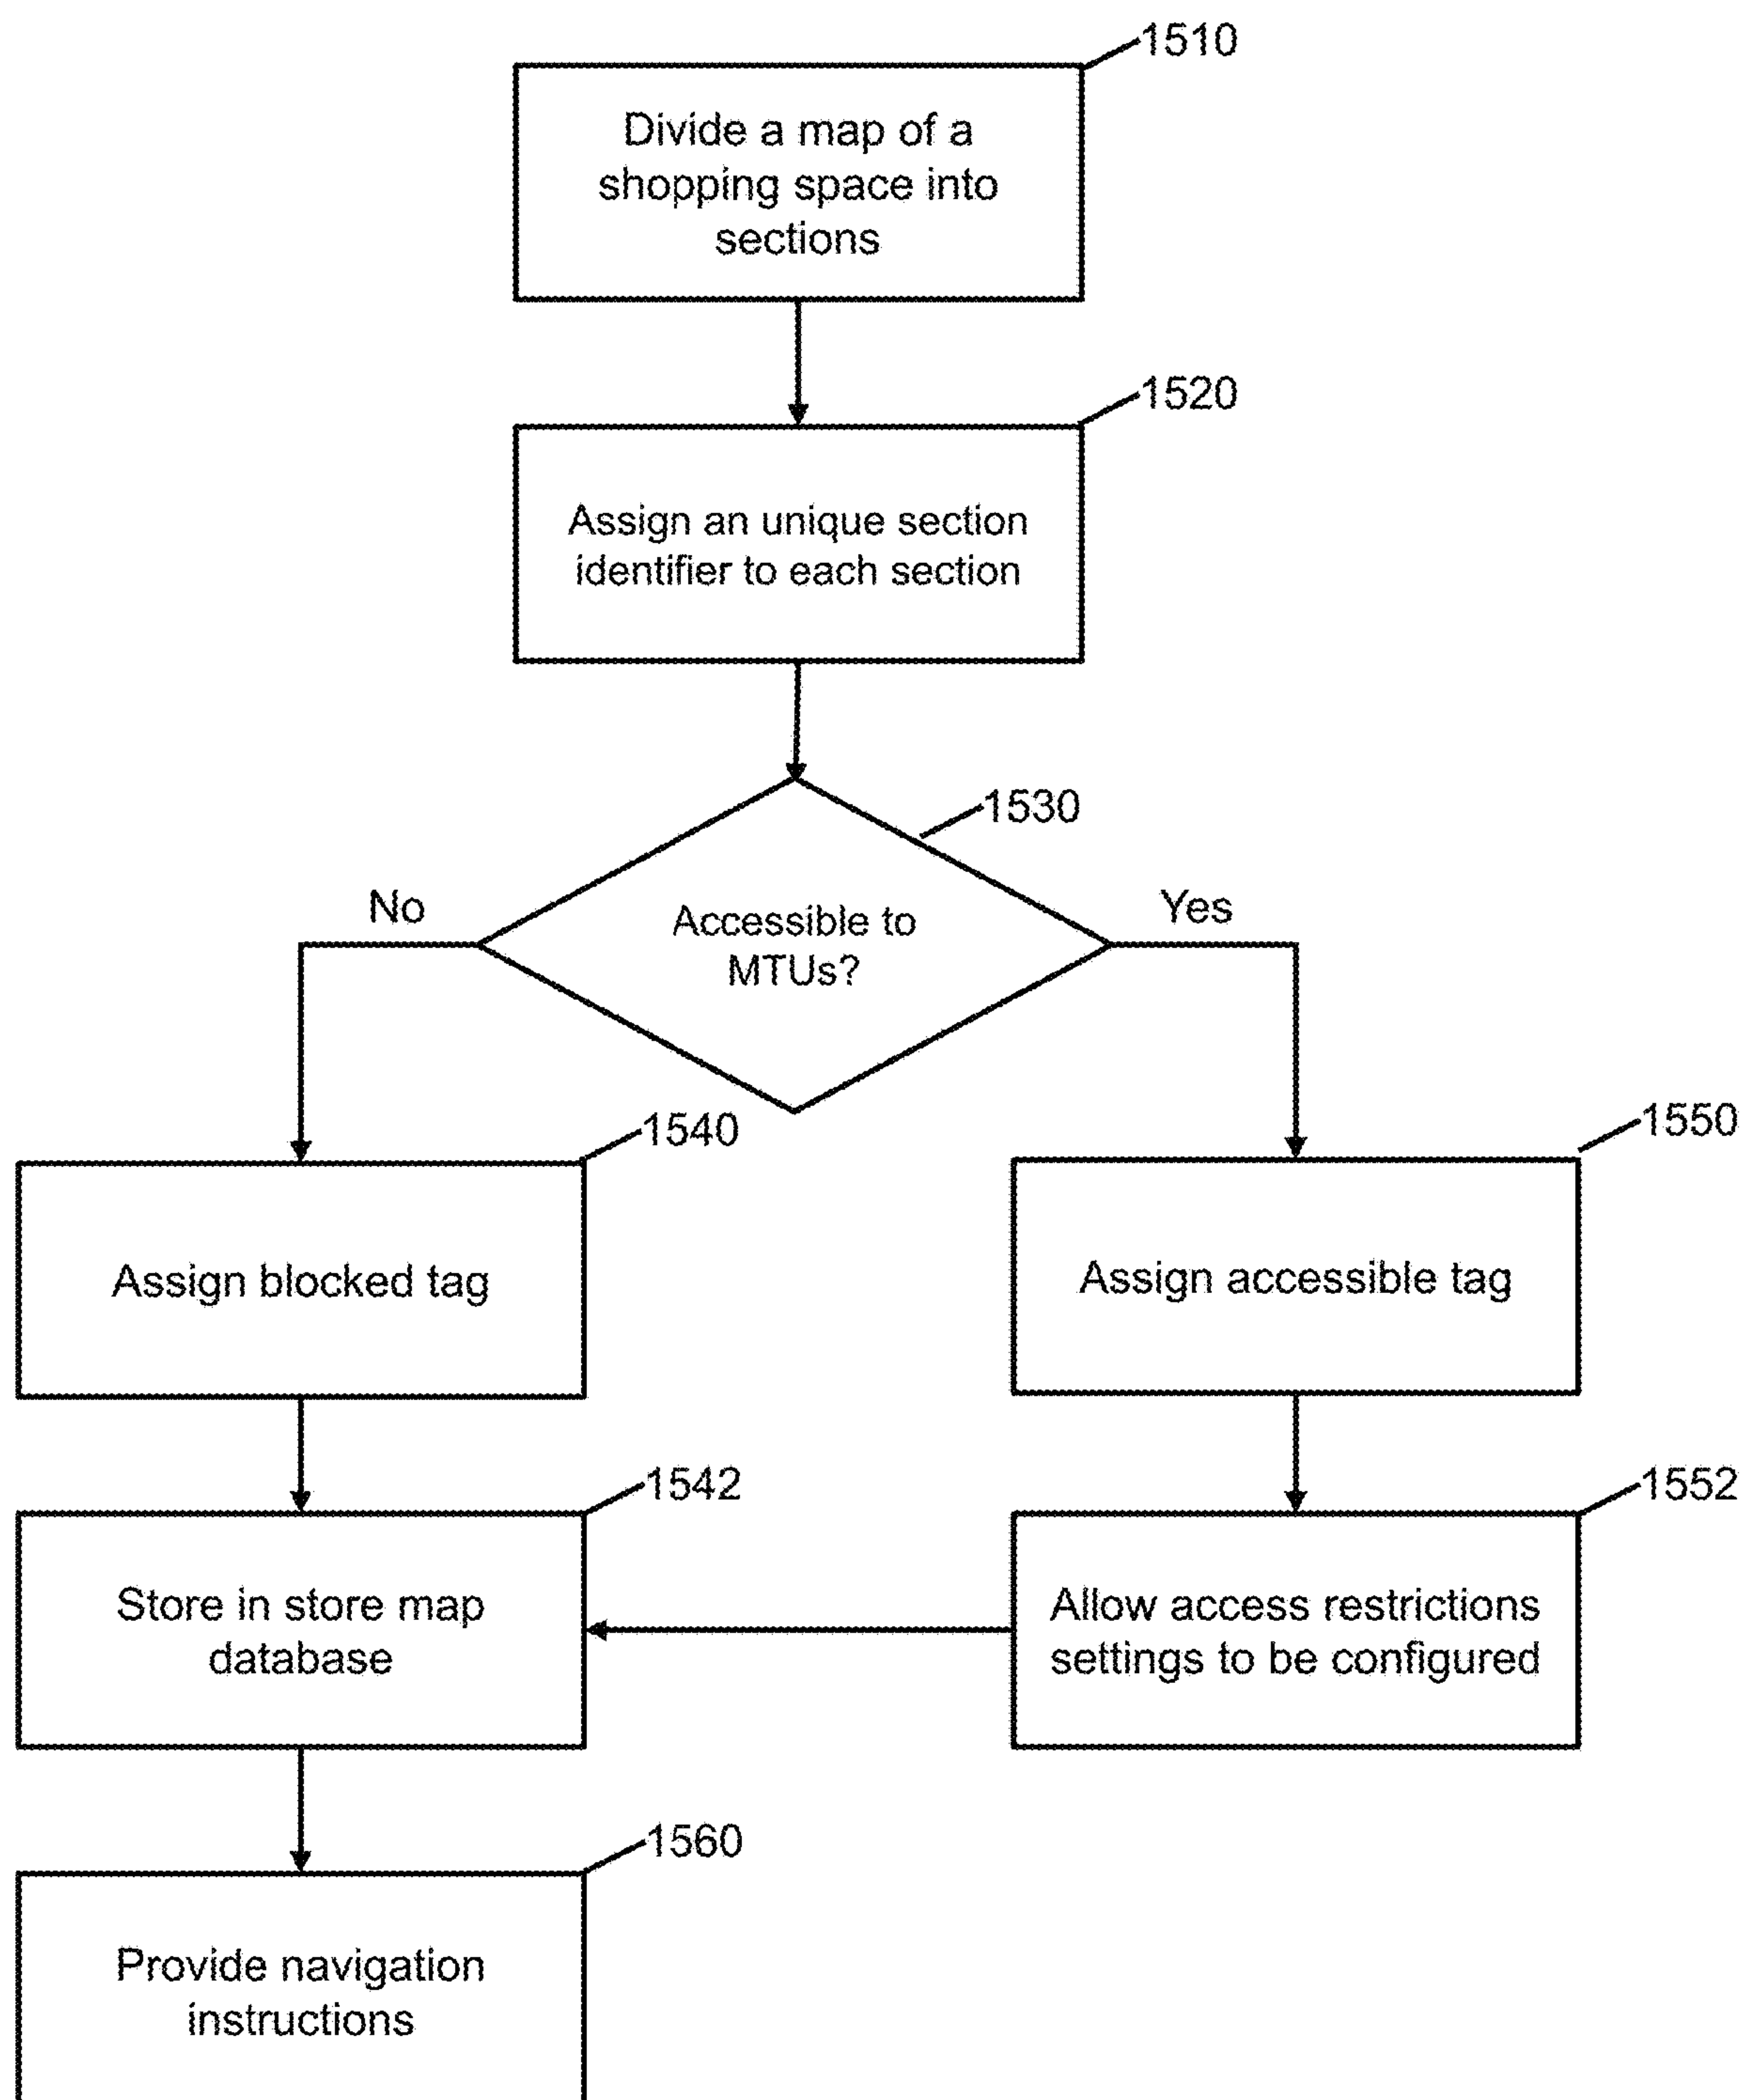 1510
Divide a map of a
shopping space into
sections
1520
Assign an unique section
identifier to each section
1530
No
Accessible to
MTUs?
Yes
1540
Assign blocked tag
1550
Assign accessible tag
1542
Store in store map
database
1552
Allow access restrictions
settings to be configured
1560
Provide navigation
instructions